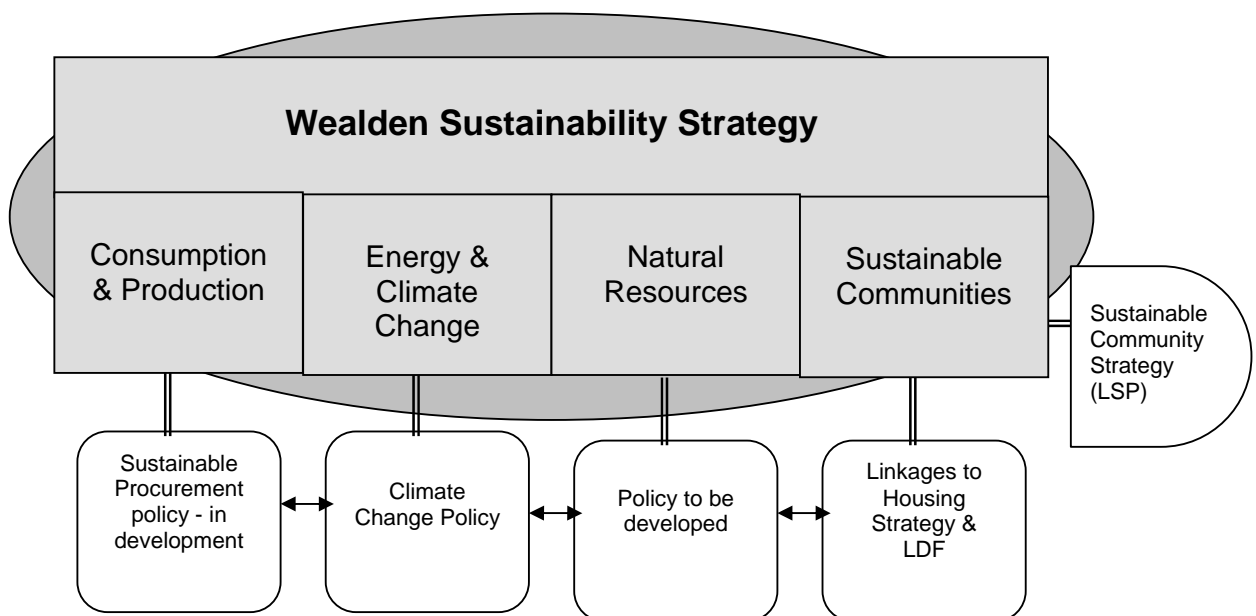 Wealden Sustainability Strategy
Consumption
& Production
Energy &
Climate
Change
Natural
Resources
Sustainable
Communities
Sustainable
Community
Strategy
(LSP)
Sustainable
Procurement
policy - in
development
Climate
Change Policy
Policy to be
developed
Linkages to
Housing
Strategy &
LDF